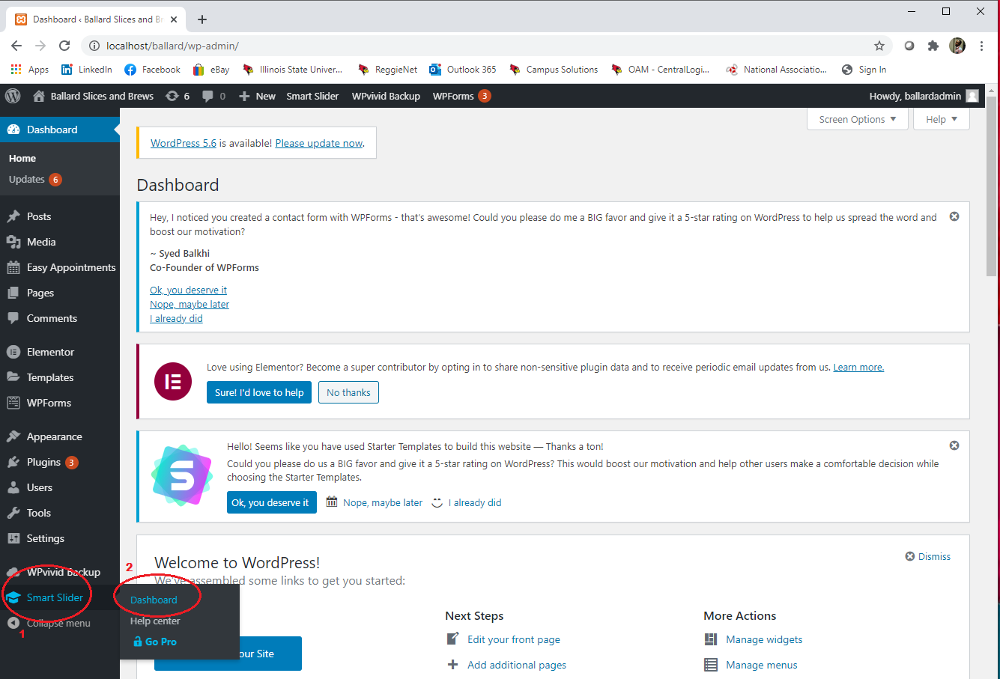 Dashboard ‹ Ballard Slices and Br
localhost/ballard/wp-admin/
Apps LinkedIn Facebook eBay Illinois State Univer... ReggieNet Outlook 365 Campus Solutions OAM - CentralLogi... National Associatio... Sign In
Ballard Slices and Brews 6 0 New Smart Slider WPvivid Backup WPForms 3 Howdy, ballardadmin
Screen Options Help
Dashboard
Home
Updates 6
Posts
Media
Easy Appointments
Pages
Comments
Elementor
Templates
WPForms
Appearance
Plugins 3
Users
Tools
Settings
WPvivid Backup
Smart Slider
Collapse menu
1
2
Dashboard
Help center
Go Pro
WordPress 5.6 is available! Please update now.
Dashboard
Hey, I noticed you created a contact form with WPForms - that's awesome! Could you please do me a BIG favor and give it a 5-star rating on WordPress to help us spread the word and
boost our motivation?
~ Syed Balkhi
Co-Founder of WPForms
Ok, you deserve it
Nope, maybe later
I already did
Love using Elementor? Become a super contributor by opting in to share non-sensitive plugin data and to receive periodic email updates from us. Learn more.
Sure! I'd love to help No thanks
Hello! Seems like you have used Starter Templates to build this website — Thanks a ton!
Could you please do us a BIG favor and give it a 5-star rating on WordPress? This would boost our motivation and help other users make a comfortable decision while
choosing the Starter Templates.
Ok, you deserve it Nope, maybe later I already did
Welcome to WordPress! Dismiss
We've assembled some links to get you started:
our Site
Next Steps
Edit your front page
Add additional pages
More Actions
Manage widgets
Manage menus